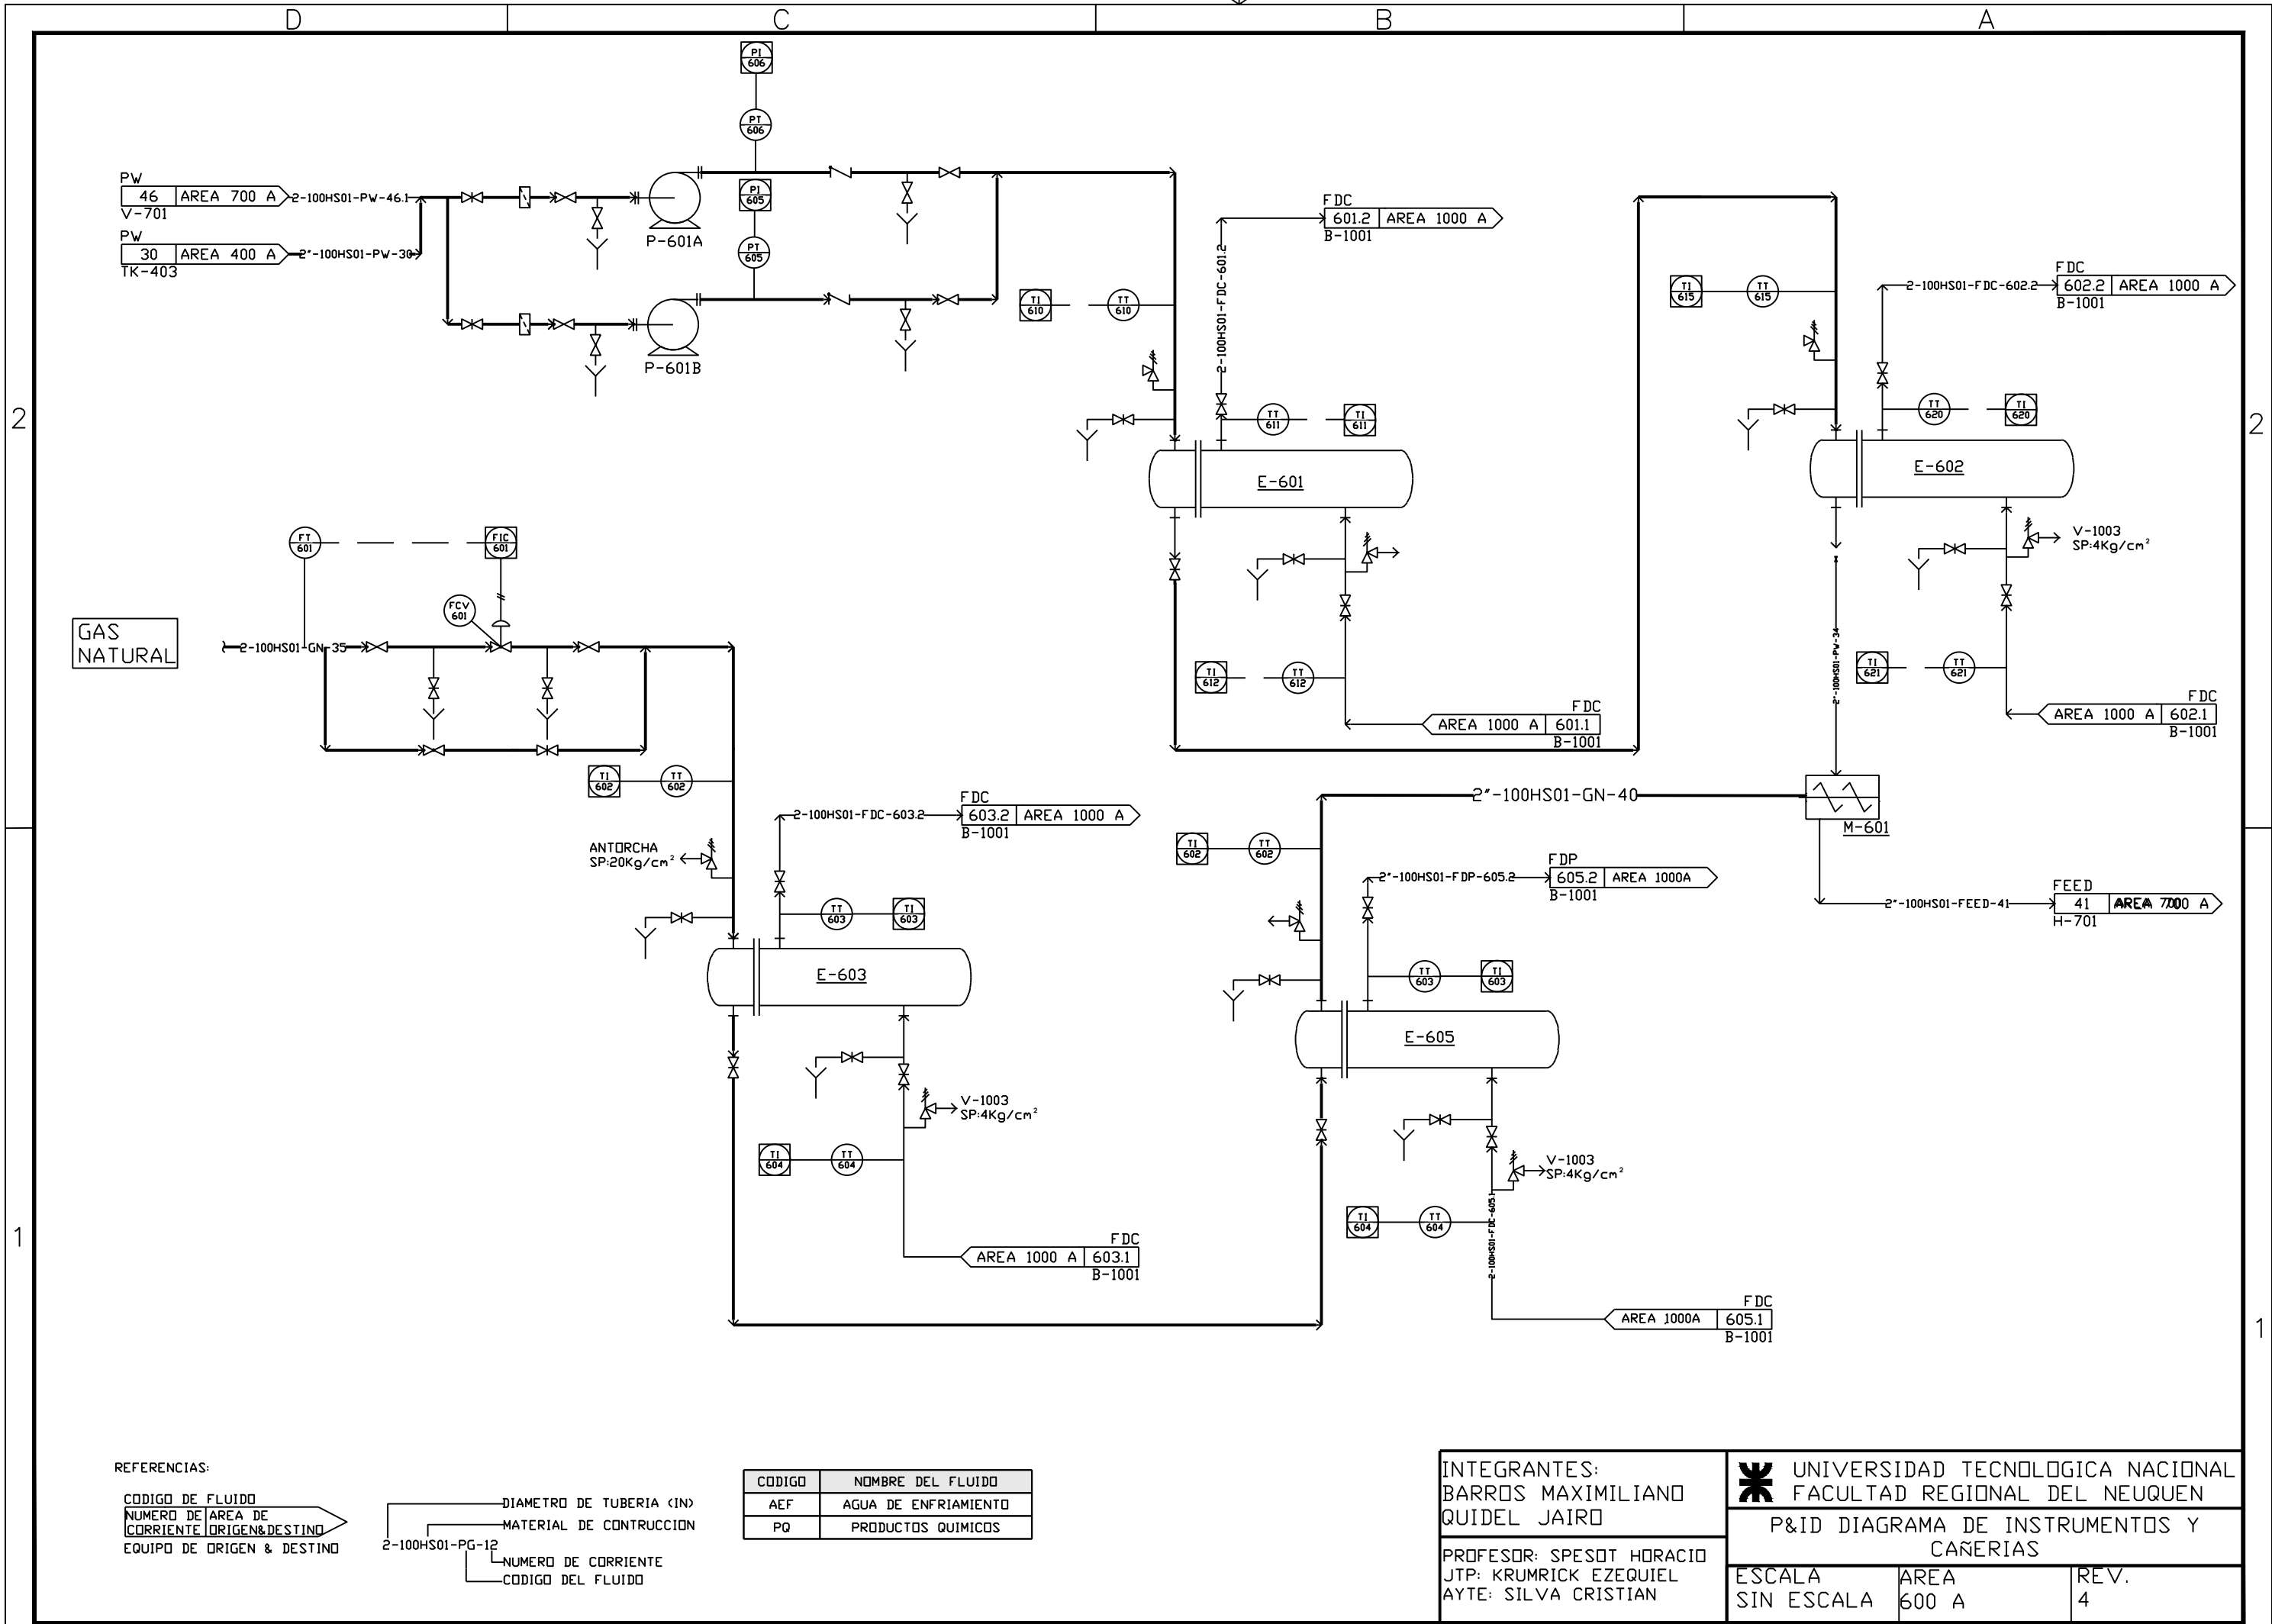 D
C
B
A
2
2
1
1
PI
606
PT
606
PI
605
PT
605
PW
46
AREA 700 A
V-701
2-100HS01-PW-46.1
PW
30
AREA 400 A
TK-403
2"-100HS01-PW-30
P-601A
P-601B
TI
610
TT
610
2-100HS01-FDC-601.2
FDC
601.2
AREA 1000 A
B-1001
TT
611
TI
611
E-601
TI
612
TT
612
FDC
AREA 1000 A
601.1
B-1001
TI
615
TT
615
2-100HS01-FDC-602.2
FDC
602.2
AREA 1000 A
B-1001
TT
620
TI
620
E-602
V-1003
SP:4Kg/cm²
2"-100HS01-PW-34
TI
621
TT
621
FDC
AREA 1000 A
602.1
B-1001
FT
601
FIC
601
FCV
601
GAS
NATURAL
2-100HS01-GN-35
TI
602
TT
602
ANTORCHA
SP:20Kg/cm²
2-100HS01-FDC-603.2
FDC
603.2
AREA 1000 A
B-1001
TT
603
TI
603
E-603
V-1003
SP:4Kg/cm²
TI
604
TT
604
FDC
AREA 1000 A
603.1
B-1001
2"-100HS01-GN-40
M-601
TI
602
TT
602
2"-100HS01-FDP-605.2
FDP
605.2
AREA 1000A
B-1001
TT
603
TI
603
E-605
V-1003
SP:4Kg/cm²
TI
604
TT
604
2-100HS01-FDC-605.1
FDC
AREA 1000A
605.1
B-1001
2"-100HS01-FEED-41
FEED
41
AREA 700 A
H-701
REFERENCIAS:
CODIGO DE FLUIDO
NUMERO DE
CORRIENTE
AREA DE
ORIGEN&DESTINO
EQUIPO DE ORIGEN & DESTINO
DIAMETRO DE TUBERIA (IN)
MATERIAL DE CONTRUCCION
2-100HS01-PG-12
NUMERO DE CORRIENTE
CODIGO DEL FLUIDO
CODIGO
NOMBRE DEL FLUIDO
AEF
AGUA DE ENFRIAMIENTO
PQ
PRODUCTOS QUIMICOS
INTEGRANTES:
BARROS MAXIMILIANO
QUIDEL JAIRO
PROFESOR: SPESOT HORACIO
JTP: KRUMRICK EZEQUIEL
AYTE: SILVA CRISTIAN
UNIVERSIDAD TECNOLOGICA NACIONAL
FACULTAD REGIONAL DEL NEUQUEN
P&ID DIAGRAMA DE INSTRUMENTOS Y
CAÑERIAS
ESCALA
SIN ESCALA
AREA
600 A
REV.
4